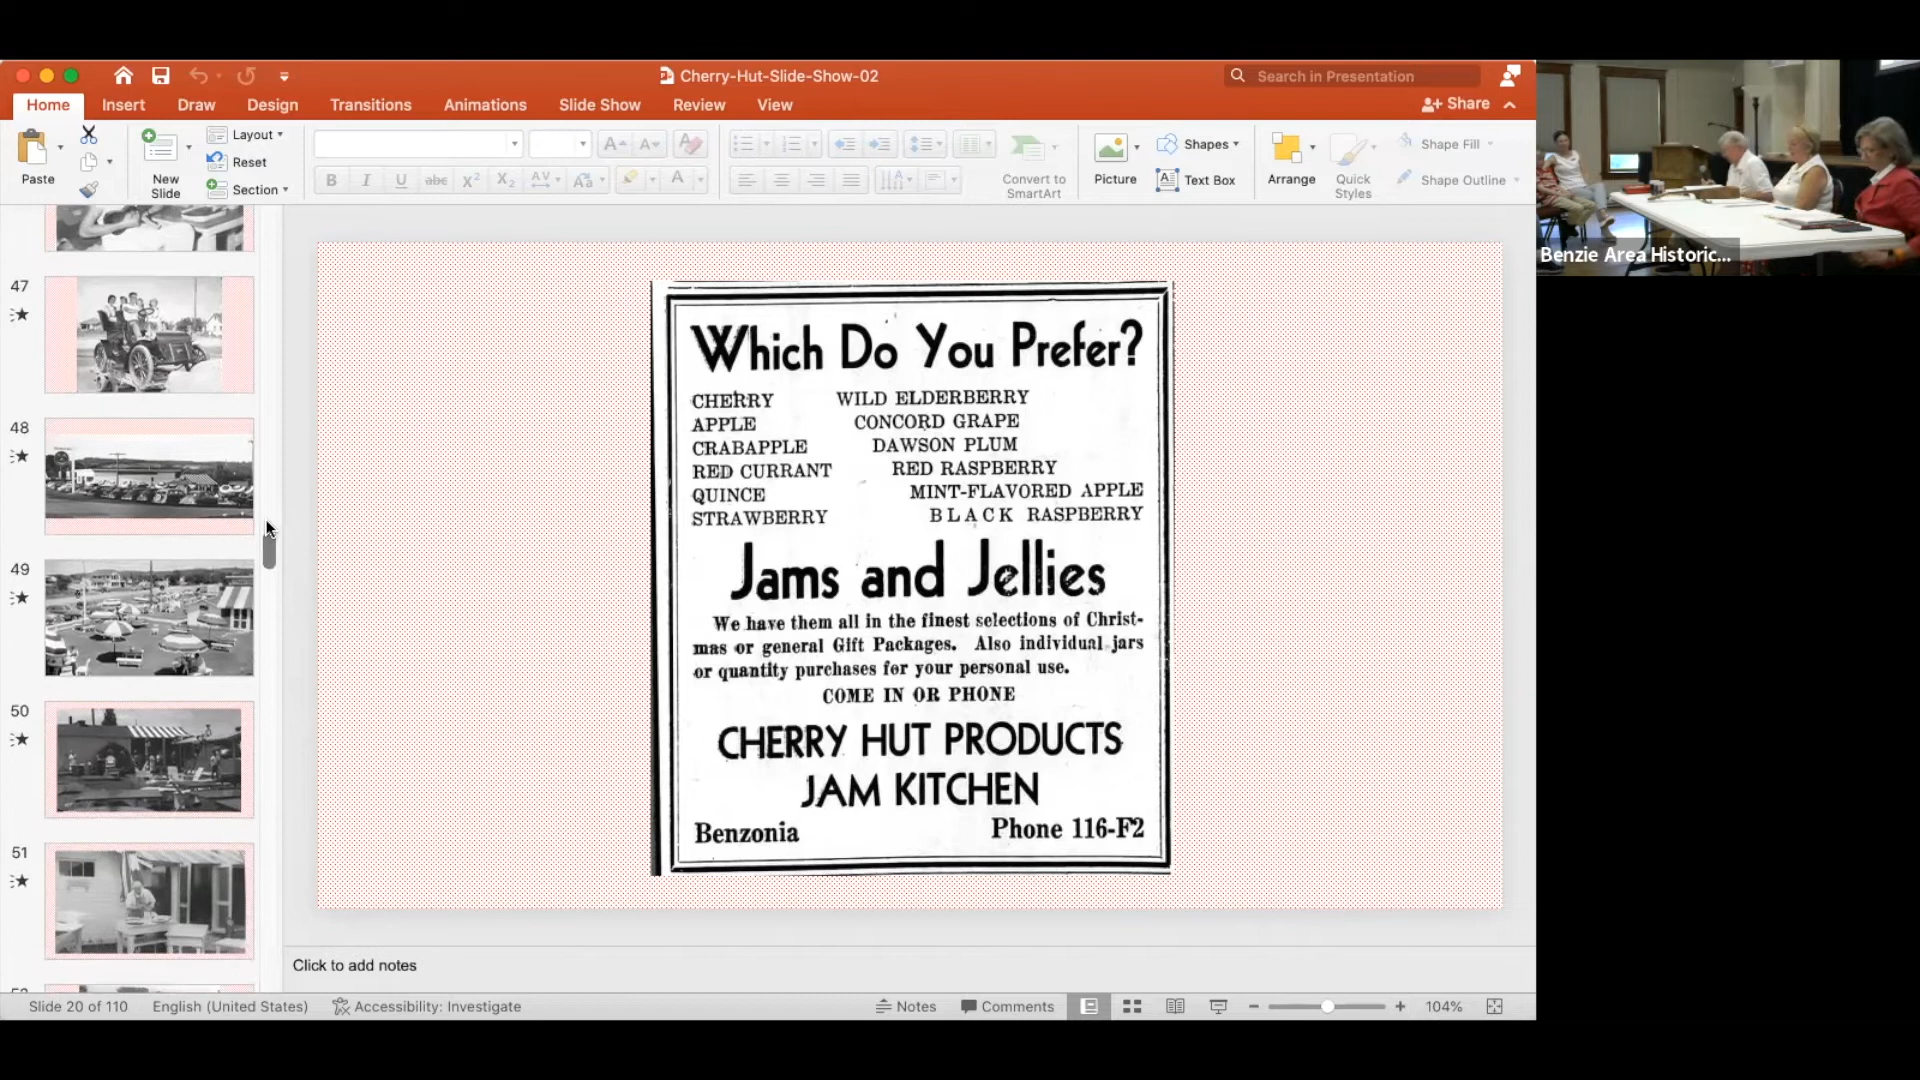 Cherry-Hut-Slide-Show-02
Search in Presentation
Home Insert Draw Design Transitions Animations Slide Show Review View
Share
Paste
New Slide
Layout
Reset
Section
B I U abc X² X₂ AV Aa A
Convert to SmartArt
Picture
Shapes
Text Box
Arrange
Quick Styles
Shape Fill
Shape Outline
47
48
49
50
51
Which Do You Prefer?
CHERRY WILD ELDERBERRY
APPLE CONCORD GRAPE
CRABAPPLE DAWSON PLUM
RED CURRANT RED RASPBERRY
QUINCE MINT-FLAVORED APPLE
STRAWBERRY BLACK RASPBERRY
Jams and Jellies
We have them all in the finest selections of Christ-
mas or general Gift Packages. Also individual jars
or quantity purchases for your personal use.
COME IN OR PHONE
CHERRY HUT PRODUCTS
JAM KITCHEN
Benzonia Phone 116-F2
Click to add notes
Slide 20 of 110 English (United States) Accessibility: Investigate Notes Comments 104%
Benzie Area Historic...